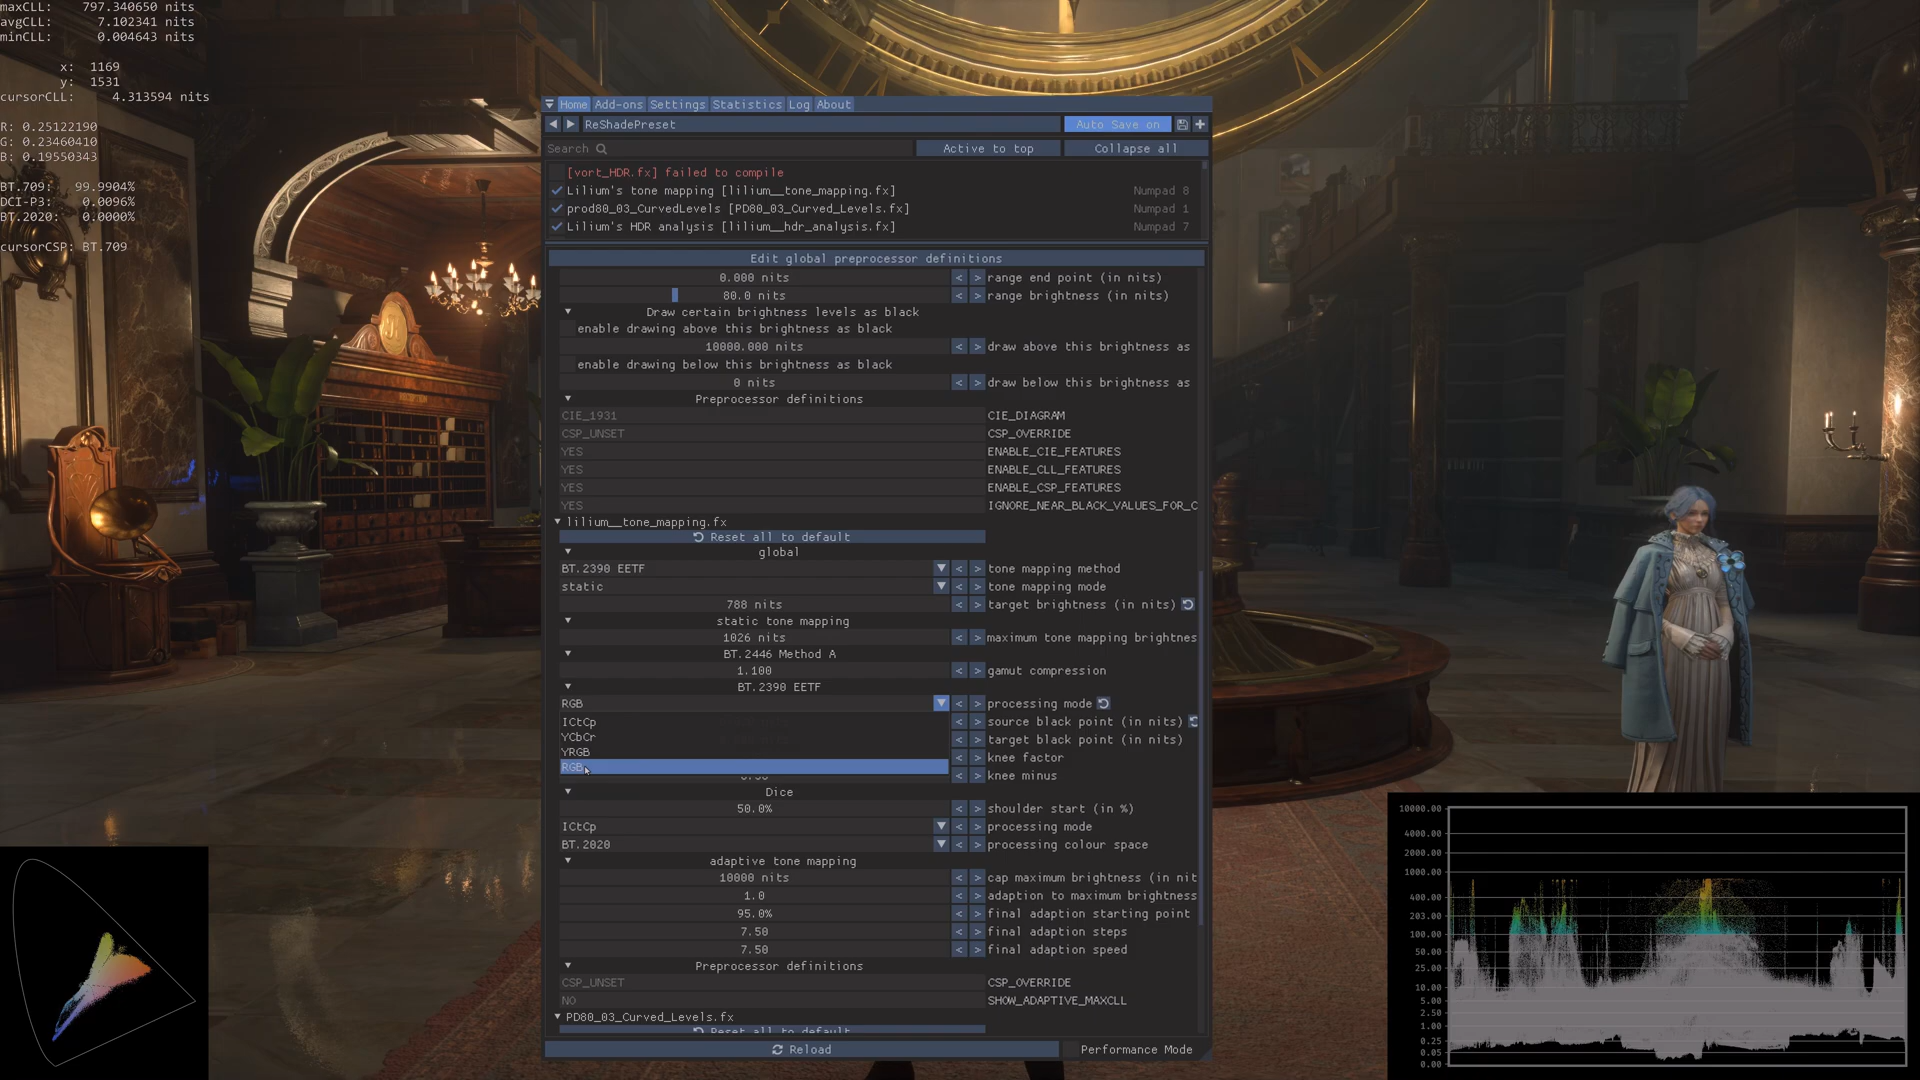 maxCLL: 797.340650 nits
avgCLL: 7.102341 nits
minCLL: 0.004643 nits
x: 1169
y: 1531
cursorCLL: 4.313594 nits
R: 0.25122190
G: 0.23460410
B: 0.19550343
BT.709: 99.9904%
DCI-P3: 0.0096%
BT.2020: 0.0000%
cursorCSP: BT.709
Home Add-ons Settings Statistics Log About
ReShadePreset Auto Save on
Search Active to top Collapse all
[vort_HDR.fx] failed to compile
Lilium's tone mapping [lilium__tone_mapping.fx] Numpad 8
prod80_03_CurvedLevels [PD80_03_Curved_Levels.fx] Numpad 1
Lilium's HDR analysis [lilium__hdr_analysis.fx] Numpad 7
Edit global preprocessor definitions
0.000 nits < > range end point (in nits)
80.0 nits < > range brightness (in nits)
Draw certain brightness levels as black
enable drawing above this brightness as black
10000.000 nits < > draw above this brightness as
enable drawing below this brightness as black
0 nits < > draw below this brightness as
Preprocessor definitions
CIE_1931 CIE_DIAGRAM
CSP_UNSET CSP_OVERRIDE
YES ENABLE_CIE_FEATURES
YES ENABLE_CLL_FEATURES
YES ENABLE_CSP_FEATURES
YES IGNORE_NEAR_BLACK_VALUES_FOR_C
lilium__tone_mapping.fx
Reset all to default
global
BT.2390 EETF < > tone mapping method
static < > tone mapping mode
788 nits < > target brightness (in nits)
static tone mapping
1026 nits < > maximum tone mapping brightnes
BT.2446 Method A
1.100 < > gamut compression
BT.2390 EETF
RGB < > processing mode
ICtCp < > source black point (in nits)
YCbCr < > target black point (in nits)
YRGB < > knee factor
RGB < > knee minus
Dice
50.0% < > shoulder start (in %)
ICtCp < > processing mode
BT.2020 < > processing colour space
adaptive tone mapping
10000 nits < > cap maximum brightness (in nit
1.0 < > adaption to maximum brightness
95.0% < > final adaption starting point
7.50 < > final adaption steps
7.50 < > final adaption speed
Preprocessor definitions
CSP_UNSET CSP_OVERRIDE
NO SHOW_ADAPTIVE_MAXCLL
PD80_03_Curved_Levels.fx
Reset all to default
Reload Performance Mode
10000.00
4000.00
2000.00
1000.00
400.00
203.00
100.00
50.00
25.00
10.00
5.00
2.50
1.00
0.25
0.05
0.00